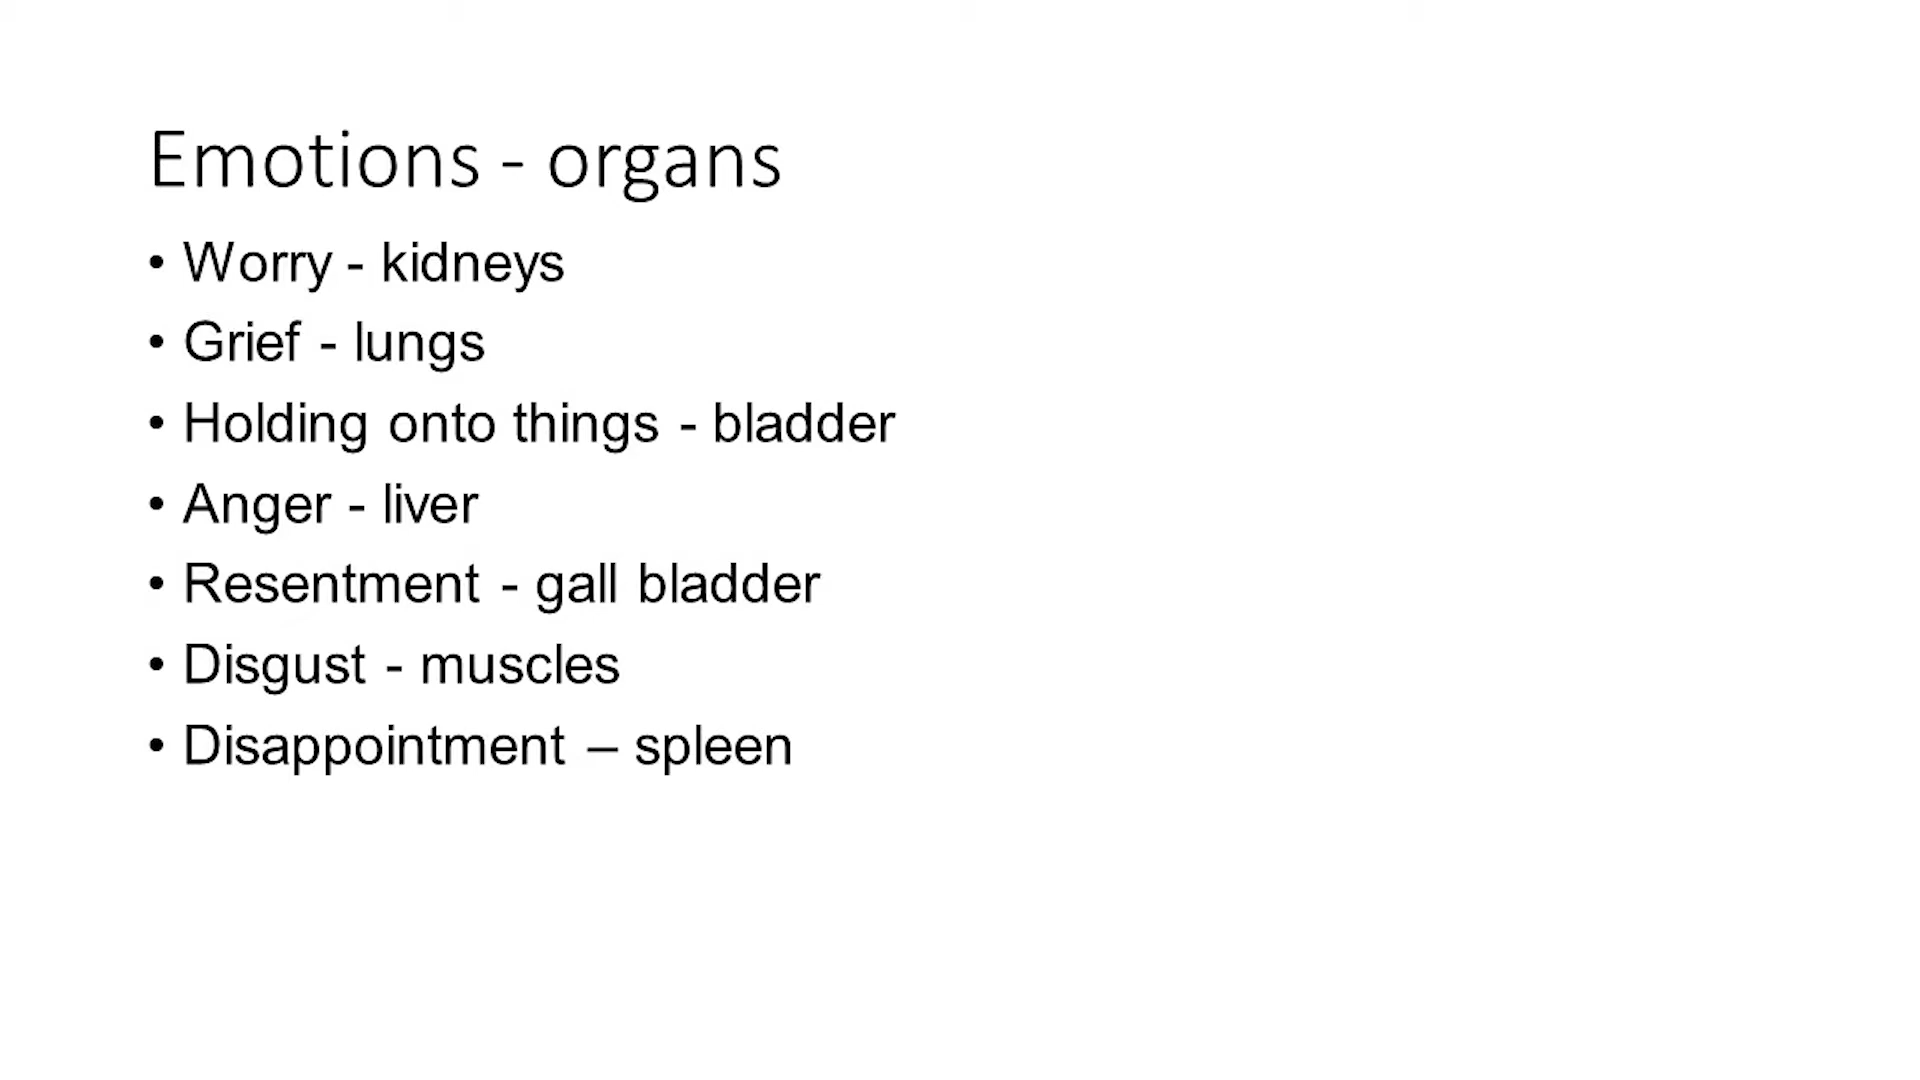 Emotions - organs
• Worry - kidneys
• Grief - lungs
• Holding onto things - bladder
• Anger - liver
• Resentment - gall bladder
• Disgust - muscles
• Disappointment – spleen